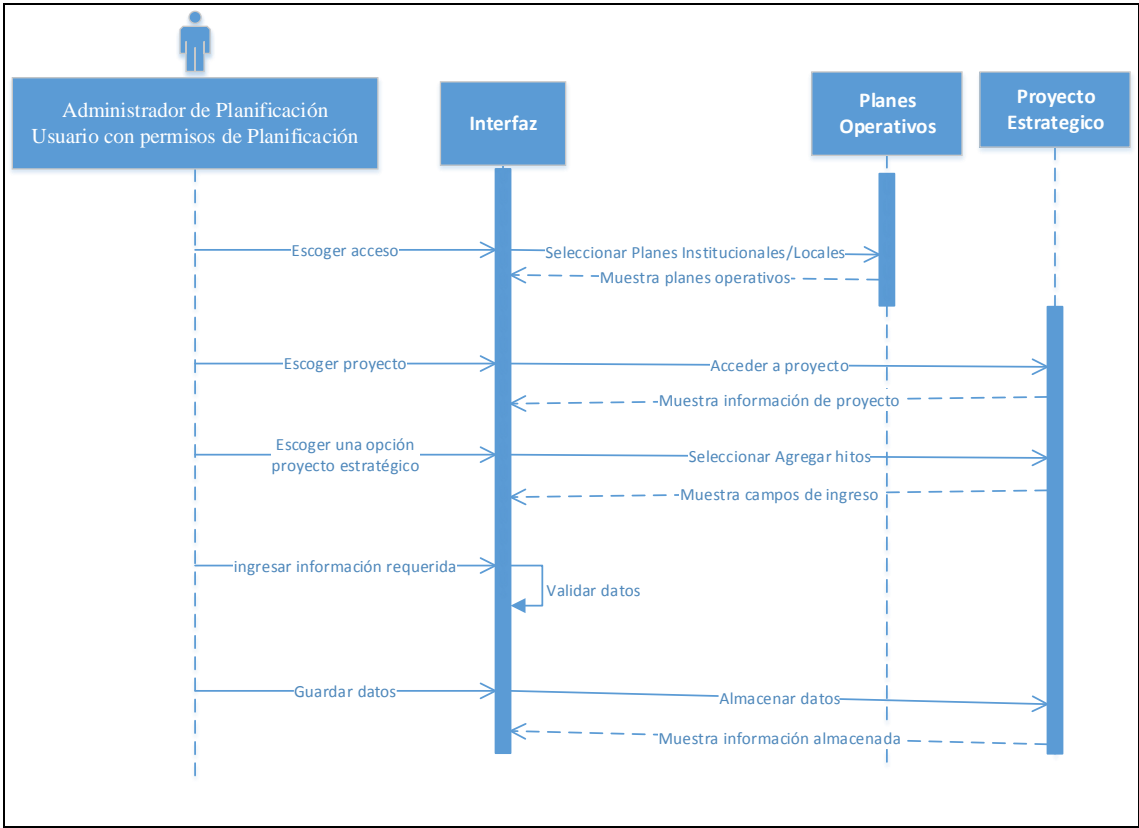 Administrador de Planificación
Usuario con permisos de Planificación
Interfaz
Planes
Operativos
Proyecto
Estrategico
Escoger acceso
Seleccionar Planes Institucionales/Locales
Muestra planes operativos
Escoger proyecto
Acceder a proyecto
Muestra información de proyecto
Escoger una opción
proyecto estratégico
Seleccionar Agregar hitos
Muestra campos de ingreso
ingresar información requerida
Validar datos
Guardar datos
Almacenar datos
Muestra información almacenada